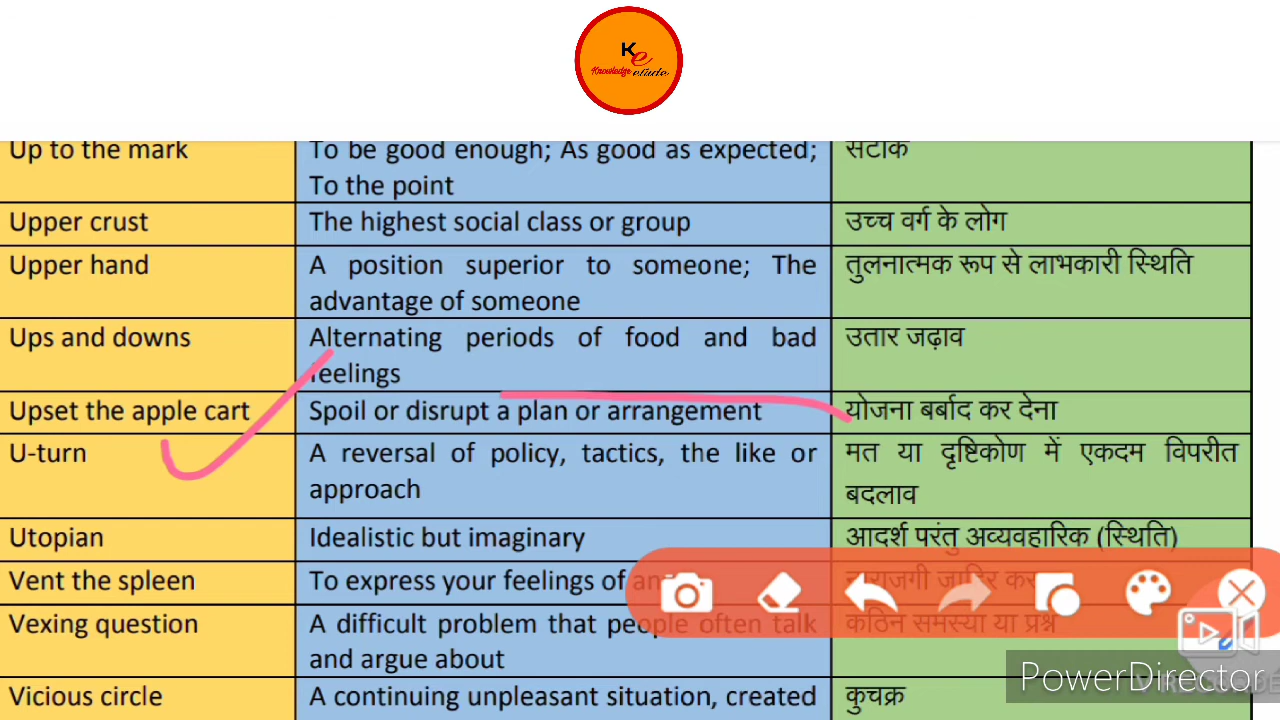 Ke
Knowledge etude
Up to the mark
To be good enough; As good as expected;
To the point
सटीक
Upper crust
The highest social class or group
उच्च वर्ग के लोग
Upper hand
A position superior to someone; The
advantage of someone
तुलनात्मक रूप से लाभकारी स्थिति
Ups and downs
Alternating periods of food and bad
feelings
उतार जढ़ाव
Upset the apple cart
Spoil or disrupt a plan or arrangement
योजना बर्बाद कर देना
U-turn
A reversal of policy, tactics, the like or
approach
मत या दृष्टिकोण में एकदम विपरीत
बदलाव
Utopian
Idealistic but imaginary
आदर्श परंतु अव्यवहारिक (स्थिति)
Vent the spleen
To express your feelings of
नाराजगी जाहिर
Vexing question
A difficult problem that people often talk
and argue about
कठिन समस्या या प्रश्न
Vicious circle
A continuing unpleasant situation, created
कुचक्र
PowerDirector